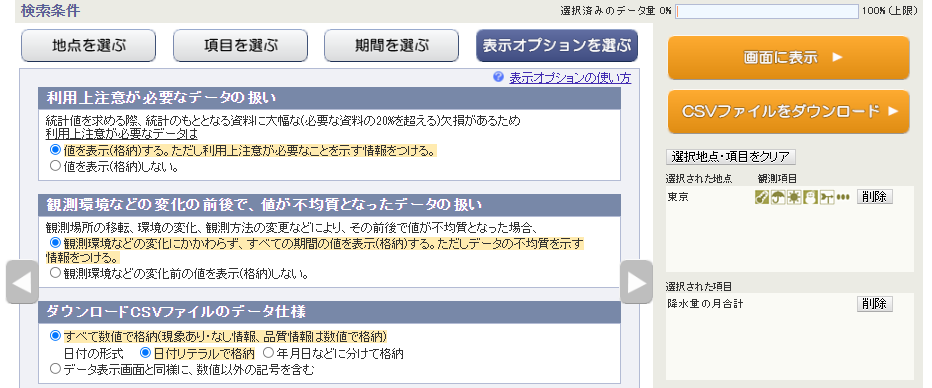 検索条件
選択済みのデータ量 0% 100%(上限)
地点を選ぶ 項目を選ぶ 期間を選ぶ 表示オプションを選ぶ
表示オプションの使い方
利用上注意が必要なデータの扱い
統計値を求める際、統計のもととなる資料に大幅な(必要な資料の20%を超える)欠損があるため
利用上注意が必要なデータは
値を表示(格納)する。ただし利用上注意が必要なことを示す情報をつける。
値を表示(格納)しない。
観測環境などの変化の前後で、値が不均質となったデータの扱い
観測場所の移転、環境の変化、観測方法の変更などにより、その前後で値が不均質となった場合、
観測環境などの変化にかかわらず、すべての期間の値を表示(格納)する。ただしデータの不均質を示す
情報をつける。
観測環境などの変化前の値を表示(格納)しない。
ダウンロードCSVファイルのデータ仕様
すべて数値で格納(現象あり・なし情報、品質情報は数値で格納)
日付の形式 日付リテラルで格納 年月日などに分けて格納
データ表示画面と同様に、数値以外の記号を含む
画面に表示
CSVファイルをダウンロード
選択地点・項目をクリア
選択された地点 観測項目
東京 削除
選択された項目
降水量の月合計 削除